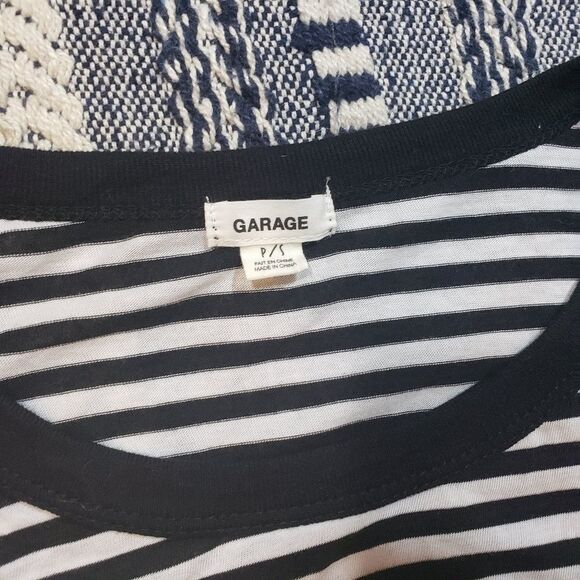 GARAGE
P/S
FAIT EN CHINE
MADE IN CHINA